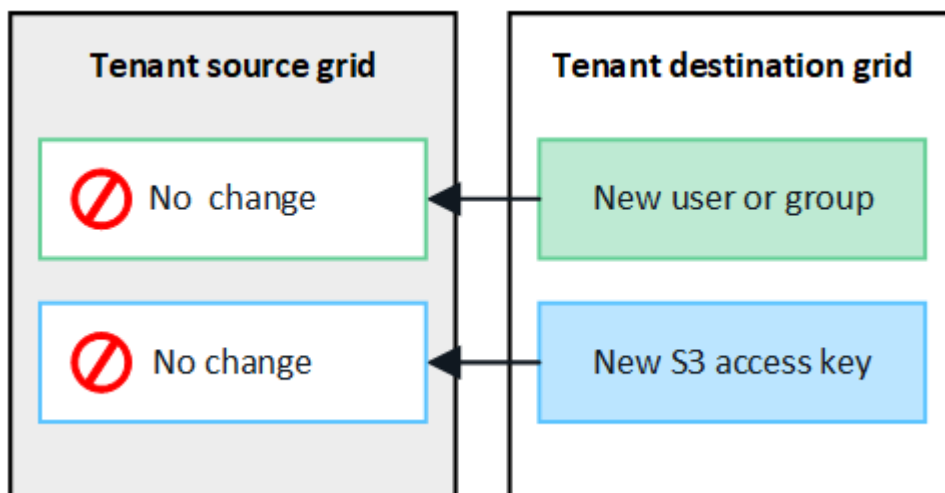 Tenant source grid
Tenant destination grid
No change
New user or group
No change
New S3 access key